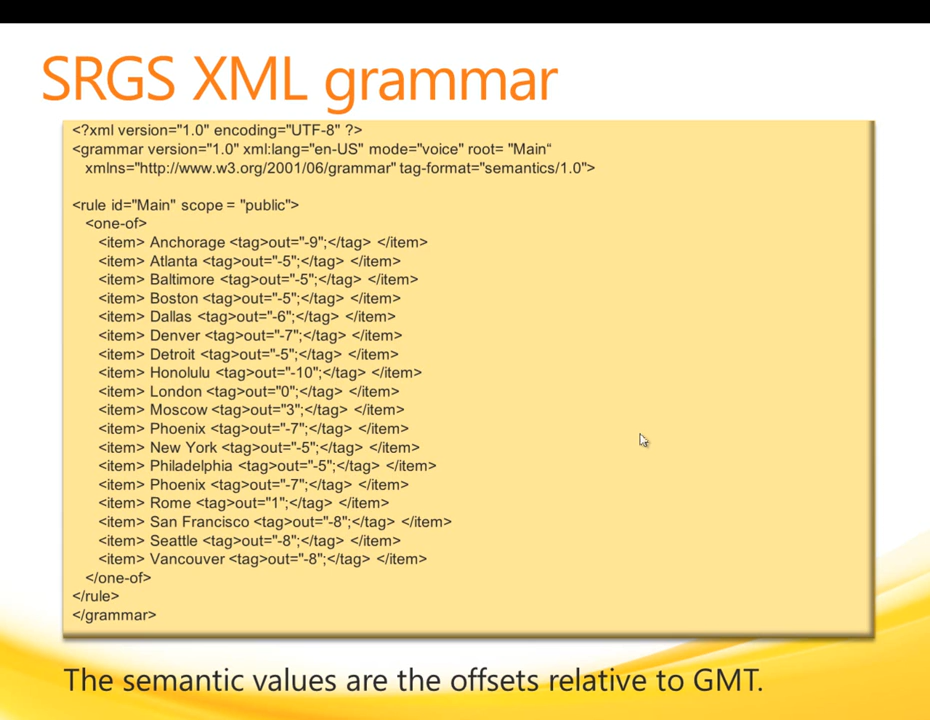 SRGS XML grammar
<?xml version="1.0" encoding="UTF-8" ?>
<grammar version="1.0" xml:lang="en-US" mode="voice" root= "Main“
xmlns="http://www.w3.org/2001/06/grammar" tag-format="semantics/1.0">
<rule id="Main" scope = "public">
<one-of>
<item> Anchorage <tag>out="-9";</tag> </item>
<item> Atlanta <tag>out="-5";</tag> </item>
<item> Baltimore <tag>out="-5";</tag> </item>
<item> Boston <tag>out="-5";</tag> </item>
<item> Dallas <tag>out="-6";</tag> </item>
<item> Denver <tag>out="-7";</tag> </item>
<item> Detroit <tag>out="-5";</tag> </item>
<item> Honolulu <tag>out="-10";</tag> </item>
<item> London <tag>out="0";</tag> </item>
<item> Moscow <tag>out="3";</tag> </item>
<item> Phoenix <tag>out="-7";</tag> </item>
<item> New York <tag>out="-5";</tag> </item>
<item> Philadelphia <tag>out="-5";</tag> </item>
<item> Phoenix <tag>out="-7";</tag> </item>
<item> Rome <tag>out="1";</tag> </item>
<item> San Francisco <tag>out="-8";</tag> </item>
<item> Seattle <tag>out="-8";</tag> </item>
<item> Vancouver <tag>out="-8";</tag> </item>
</one-of>
</rule>
</grammar>
The semantic values are the offsets relative to GMT.